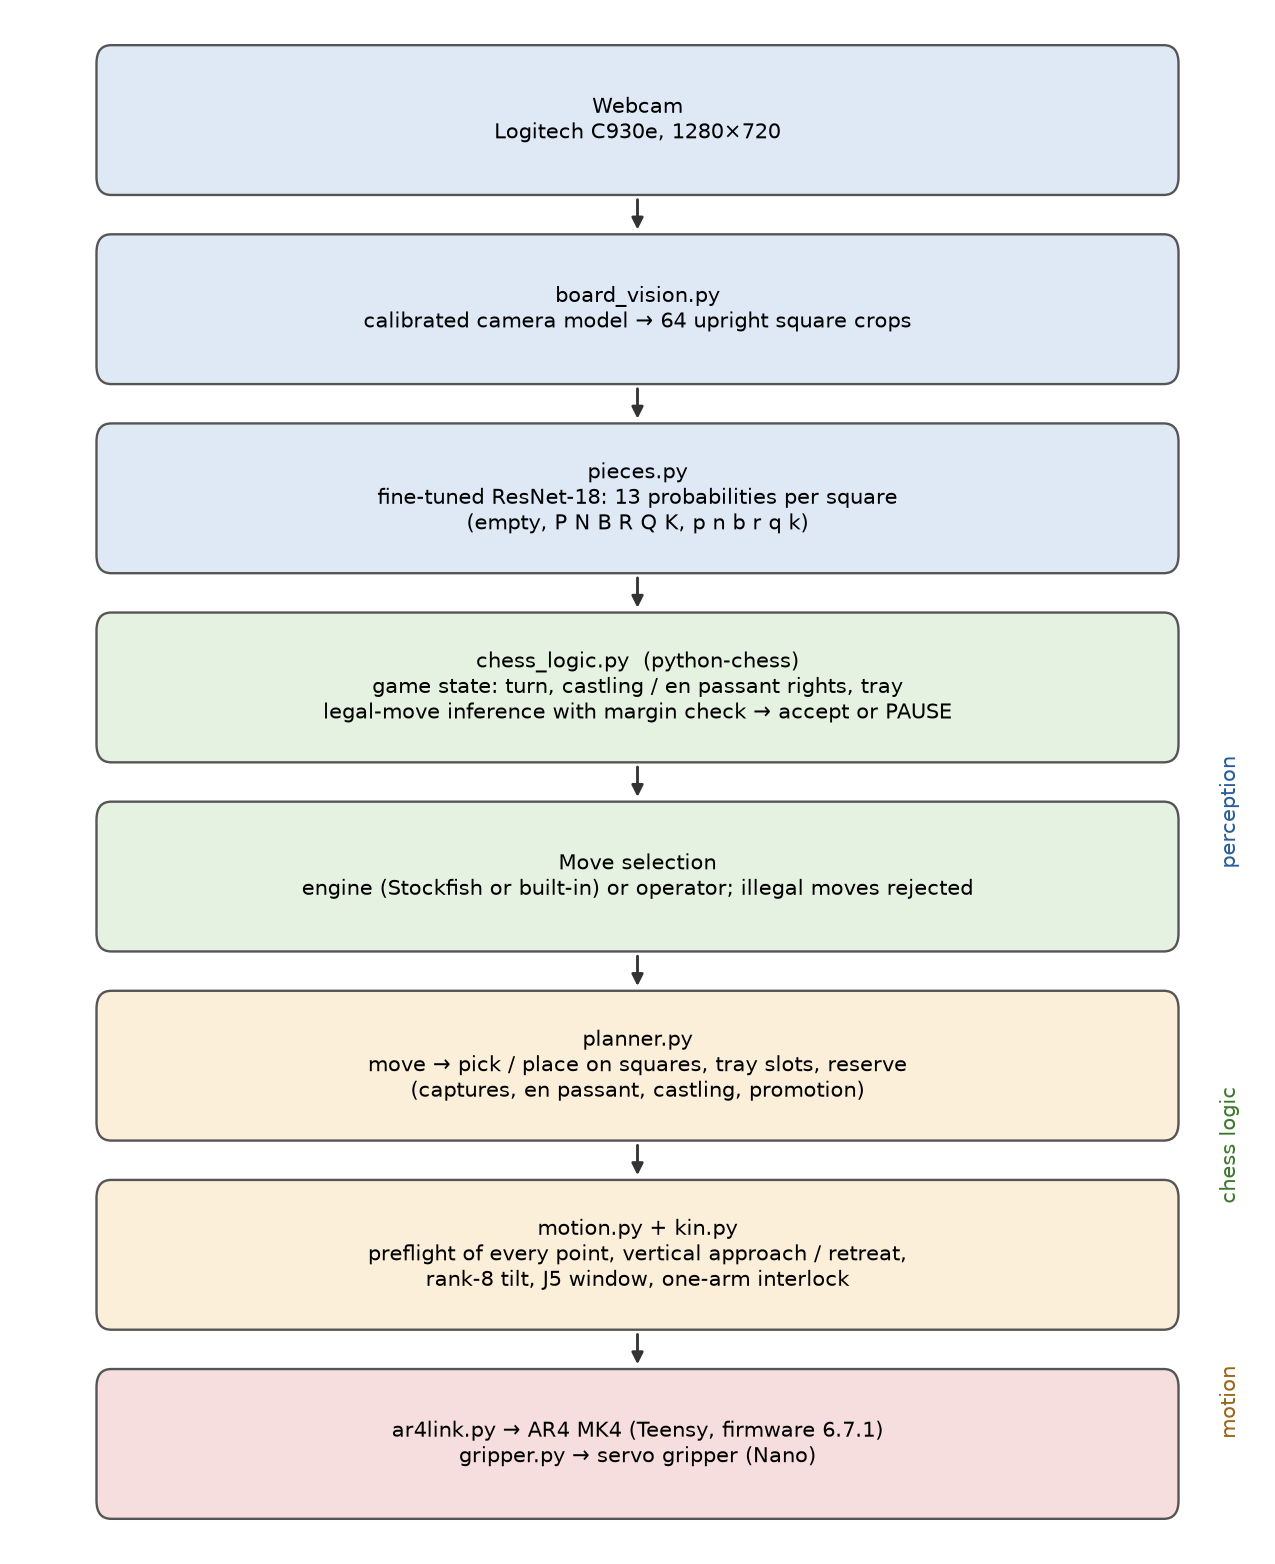 Webcam
Logitech C930e, 1280×720
board_vision.py
calibrated camera model → 64 upright square crops
pieces.py
fine-tuned ResNet-18: 13 probabilities per square
(empty, P N B R Q K, p n b r q k)
chess_logic.py  (python-chess)
game state: turn, castling / en passant rights, tray
legal-move inference with margin check → accept or PAUSE
perception
Move selection
engine (Stockfish or built-in) or operator; illegal moves rejected
planner.py
move → pick / place on squares, tray slots, reserve
(captures, en passant, castling, promotion)
chess logic
motion.py + kin.py
preflight of every point, vertical approach / retreat,
rank-8 tilt, J5 window, one-arm interlock
motion
ar4link.py → AR4 MK4 (Teensy, firmware 6.7.1)
gripper.py → servo gripper (Nano)